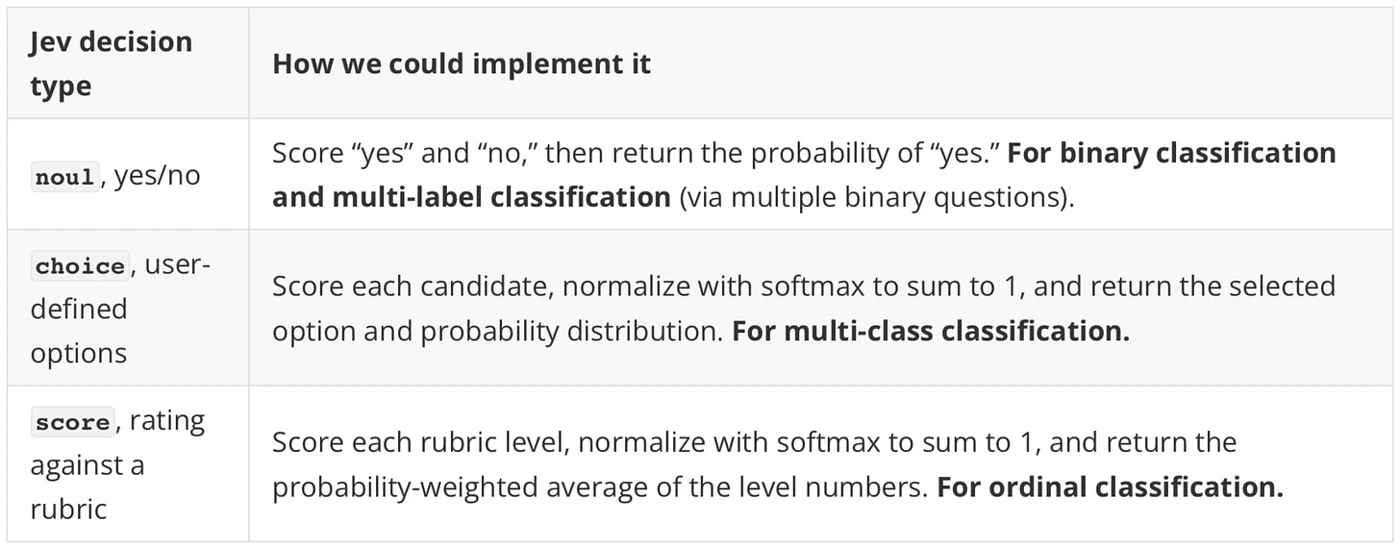 Jev decision
type
How we could implement it
noul, yes/no
Score “yes” and “no,” then return the probability of “yes.” For binary classification
and multi-label classification (via multiple binary questions).
choice, user-
defined
options
Score each candidate, normalize with softmax to sum to 1, and return the selected
option and probability distribution. For multi-class classification.
score, rating
against a
rubric
Score each rubric level, normalize with softmax to sum to 1, and return the
probability-weighted average of the level numbers. For ordinal classification.